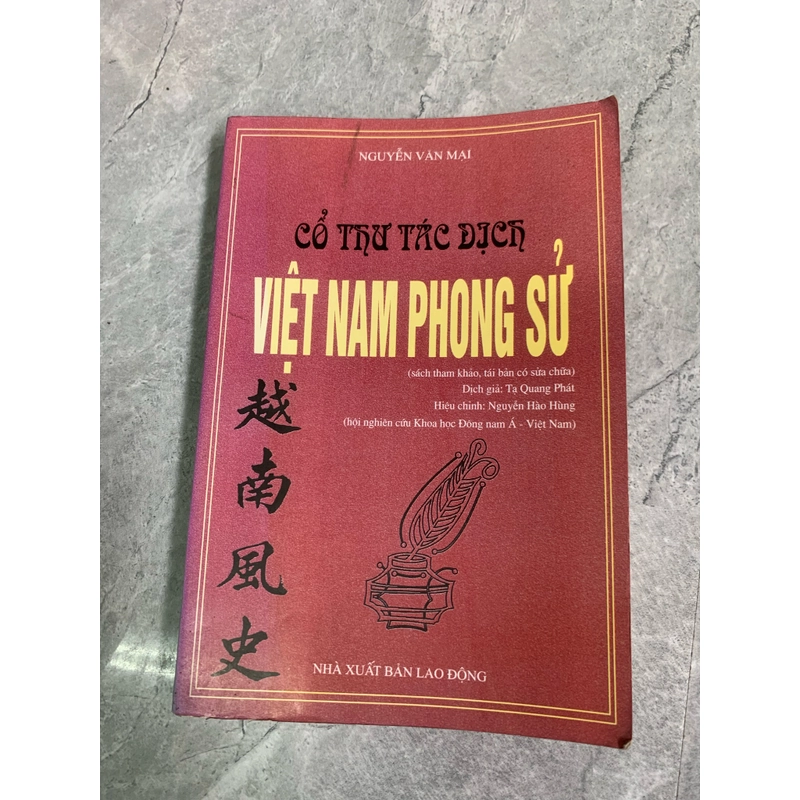 NGUYỄN VĂN MẠI
CỔ THƯ TÁC DỊCH
VIỆT NAM PHONG SỬ
(sách tham khảo, tái bản có sửa chữa)
Dịch giả: Tạ Quang Phát
Hiệu chỉnh: Nguyễn Hào Hùng
(hội nghiên cứu Khoa học Đông nam Á - Việt Nam)
越南風史
NHÀ XUẤT BẢN LAO ĐỘNG